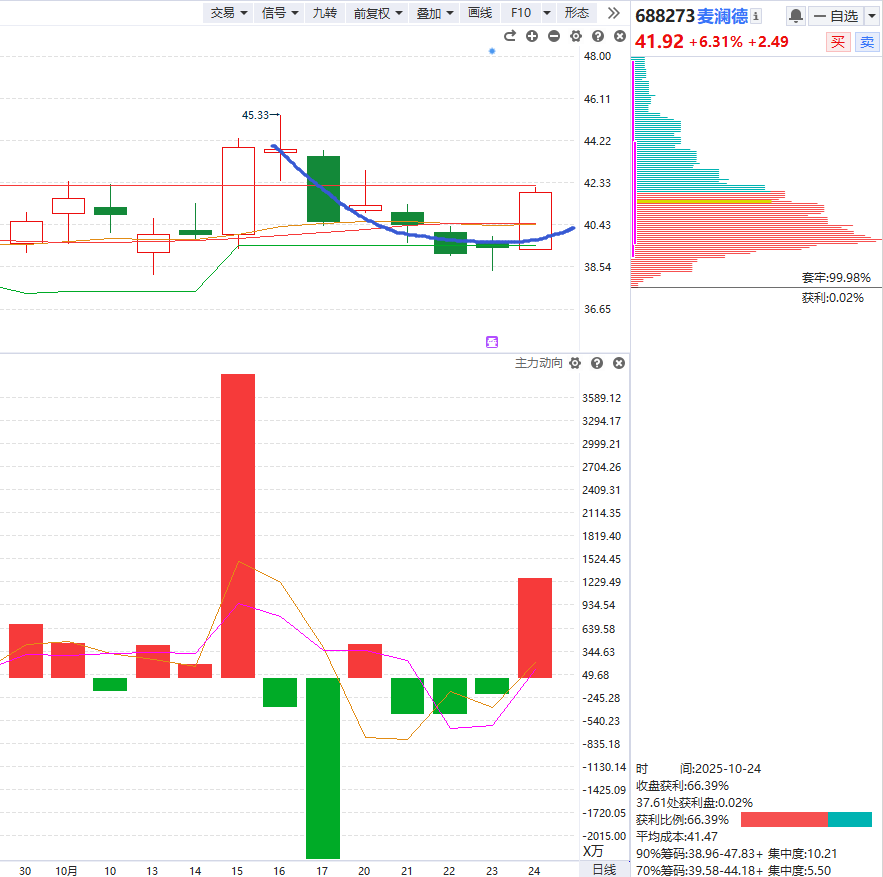 交易 信号 九转 前复权 叠加 画线 F10 形态
688273麦澜德
自选
41.92 +6.31% +2.49
买 卖
48.00
46.11
45.33
44.22
42.33
40.43
38.54
36.65
套牢:99.98%
获利:0.02%
主力动向
3589.12
3294.17
2999.21
2704.26
2409.31
2114.35
1819.40
1524.45
1229.49
934.54
639.58
344.63
49.68
-245.28
-540.23
-835.18
-1130.14
-1425.09
-1720.05
-2015.00
X万
30 10月 10 13 14 15 16 17 20 21 22 23 24 日线
时 间:2025-10-24
收盘获利:66.39%
37.61处获利盘:0.02%
获利比例:66.39%
平均成本:41.47
90%筹码:38.96-47.83+ 集中度:10.21
70%筹码:39.58-44.18+ 集中度:5.50